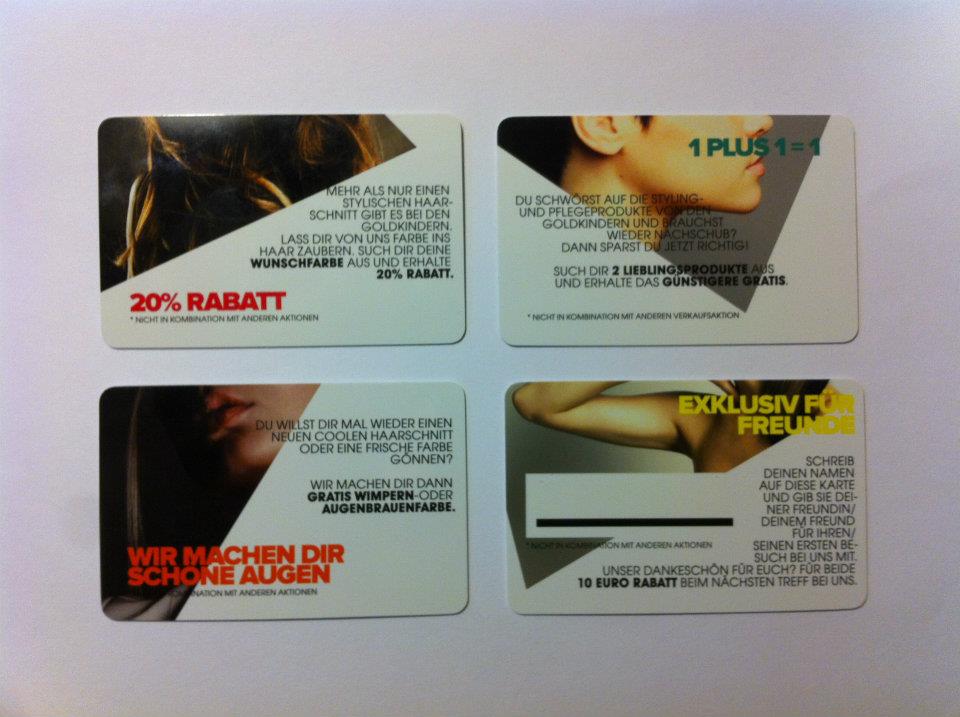 MEHR ALS NUR EINEN
STYLISCHEN HAAR-
SCHNITT GIBT ES BEI DEN
GOLDKINDERN.
LASS DIR VON UNS FARBE INS
HAAR ZAUBERN. SUCH DIR DEINE
WUNSCHFARBE AUS UND ERHALTE
20% RABATT.
20% RABATT
* NICHT IN KOMBINATION MIT ANDEREN AKTIONEN
1 PLUS 1 = 1
DU SCHWÖRST AUF DIE STYLING-
UND PFLEGEPRODUKTE VON DEN
GOLDKINDERN UND BRAUCHST
WIEDER NACHSCHUB?
DANN SPARST DU JETZT RICHTIG!
SUCH DIR 2 LIEBLINGSPRODUKTE AUS
UND ERHALTE DAS GÜNSTIGERE GRATIS.
* NICHT IN KOMBINATION MIT ANDEREN VERKAUFSAKTION
DU WILLST DIR MAL WIEDER EINEN
NEUEN COOLEN HAARSCHNITT
ODER EINE FRISCHE FARBE
GÖNNEN?
WIR MACHEN DIR DANN
GRATIS WIMPERN-ODER
AUGENBRAUENFARBE.
WIR MACHEN DIR
SCHÖNE AUGEN
MIT ANDEREN AKTIONEN
EXKLUSIV FÜR
FREUNDE
SCHREIB
DEINEN NAMEN
AUF DIESE KARTE
UND GIB SIE DEI-
NER FREUNDIN/
DEINEM FREUND
FÜR IHREN/
SEINEN ERSTEN BE-
SUCH BEI UNS MIT.
UNSER DANKESCHÖN FÜR EUCH? FÜR BEIDE
10 EURO RABATT BEIM NÄCHSTEN TREFF BEI UNS.
* NICHT IN KOMBINATION MIT ANDEREN AKTIONEN